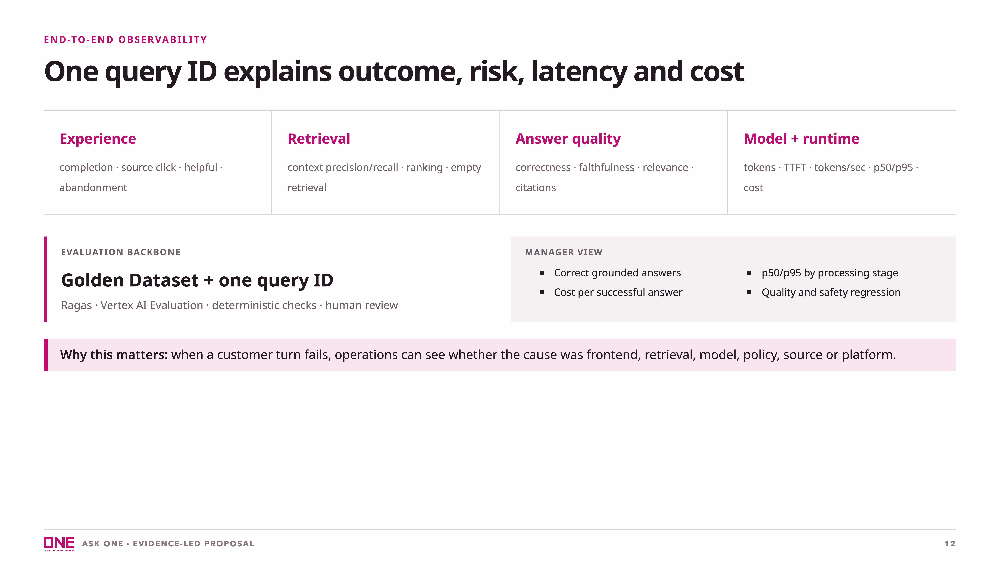 END-TO-END OBSERVABILITY
One query ID explains outcome, risk, latency and cost
Experience
completion · source click · helpful ·
abandonment
Retrieval
context precision/recall · ranking · empty
retrieval
Answer quality
correctness · faithfulness · relevance ·
citations
Model + runtime
tokens · TTFT · tokens/sec · p50/p95 ·
cost
EVALUATION BACKBONE
Golden Dataset + one query ID
Ragas · Vertex AI Evaluation · deterministic checks · human review
MANAGER VIEW
▪ Correct grounded answers
▪ Cost per successful answer
▪ p50/p95 by processing stage
▪ Quality and safety regression
Why this matters: when a customer turn fails, operations can see whether the cause was frontend, retrieval, model, policy, source or platform.
ONE
OCEAN NETWORK EXPRESS
ASK ONE · EVIDENCE-LED PROPOSAL
12